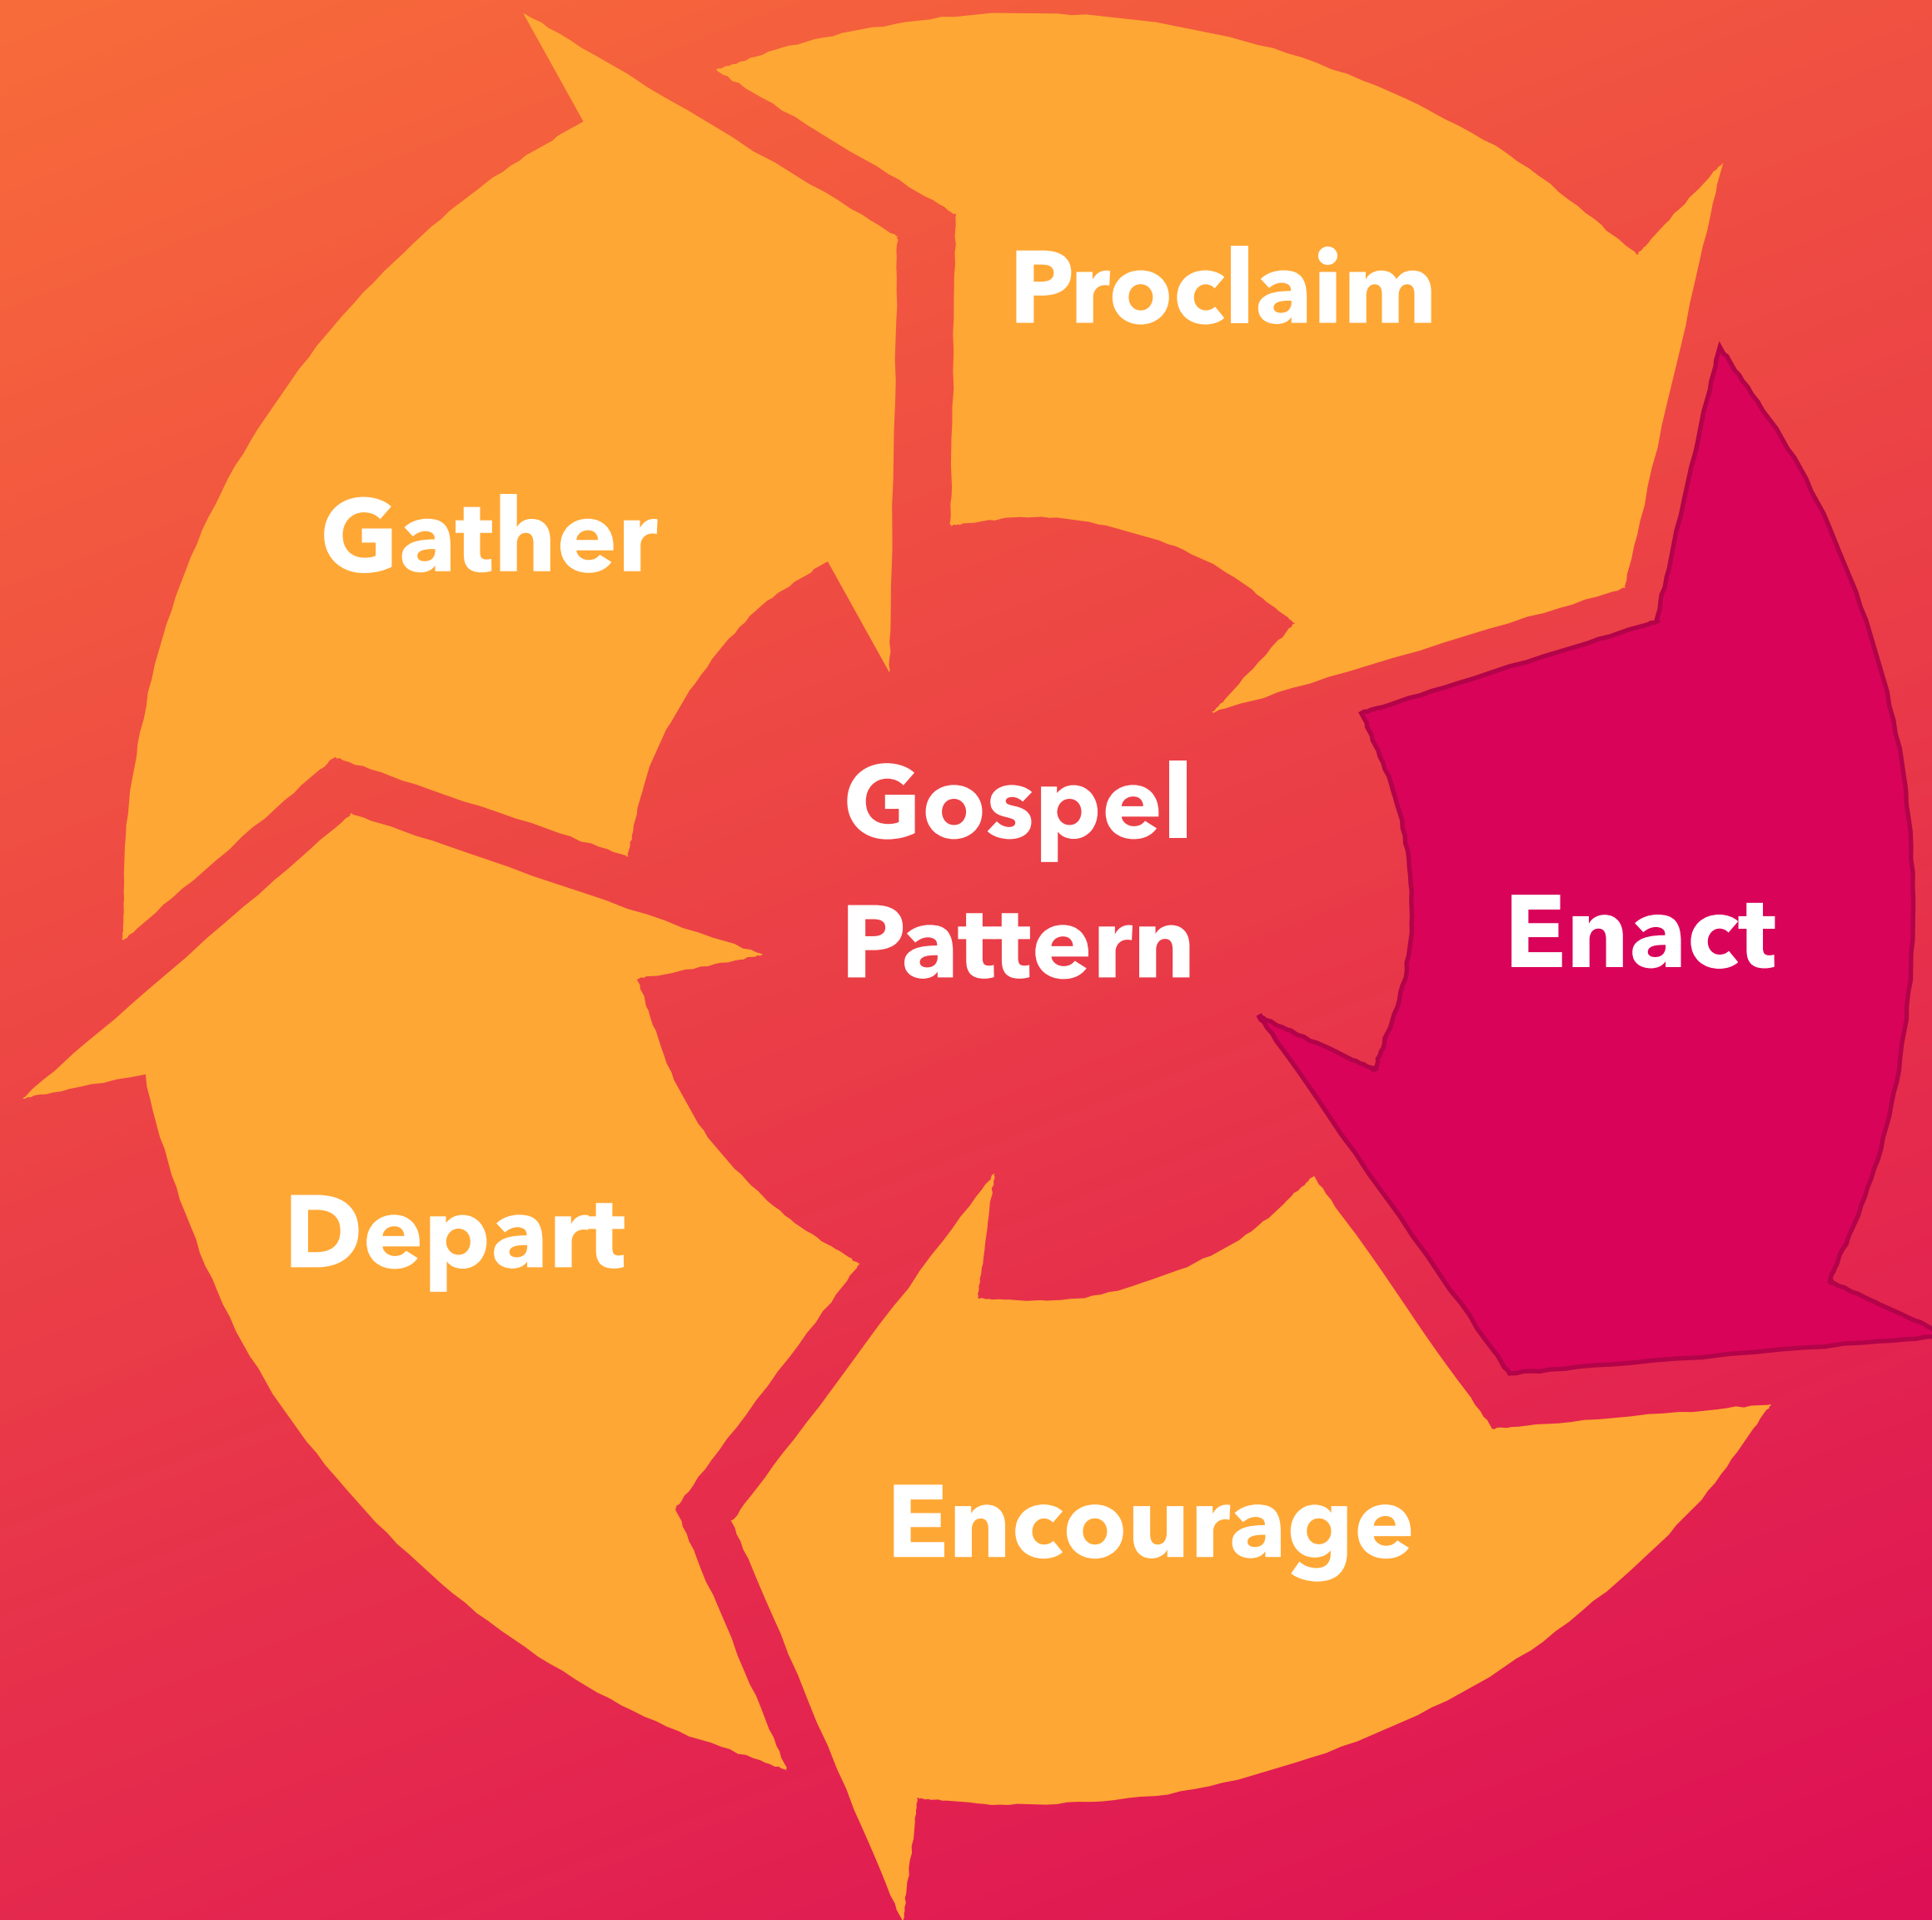 Proclaim
Gather
Gospel
Pattern
Enact
Depart
Encourage